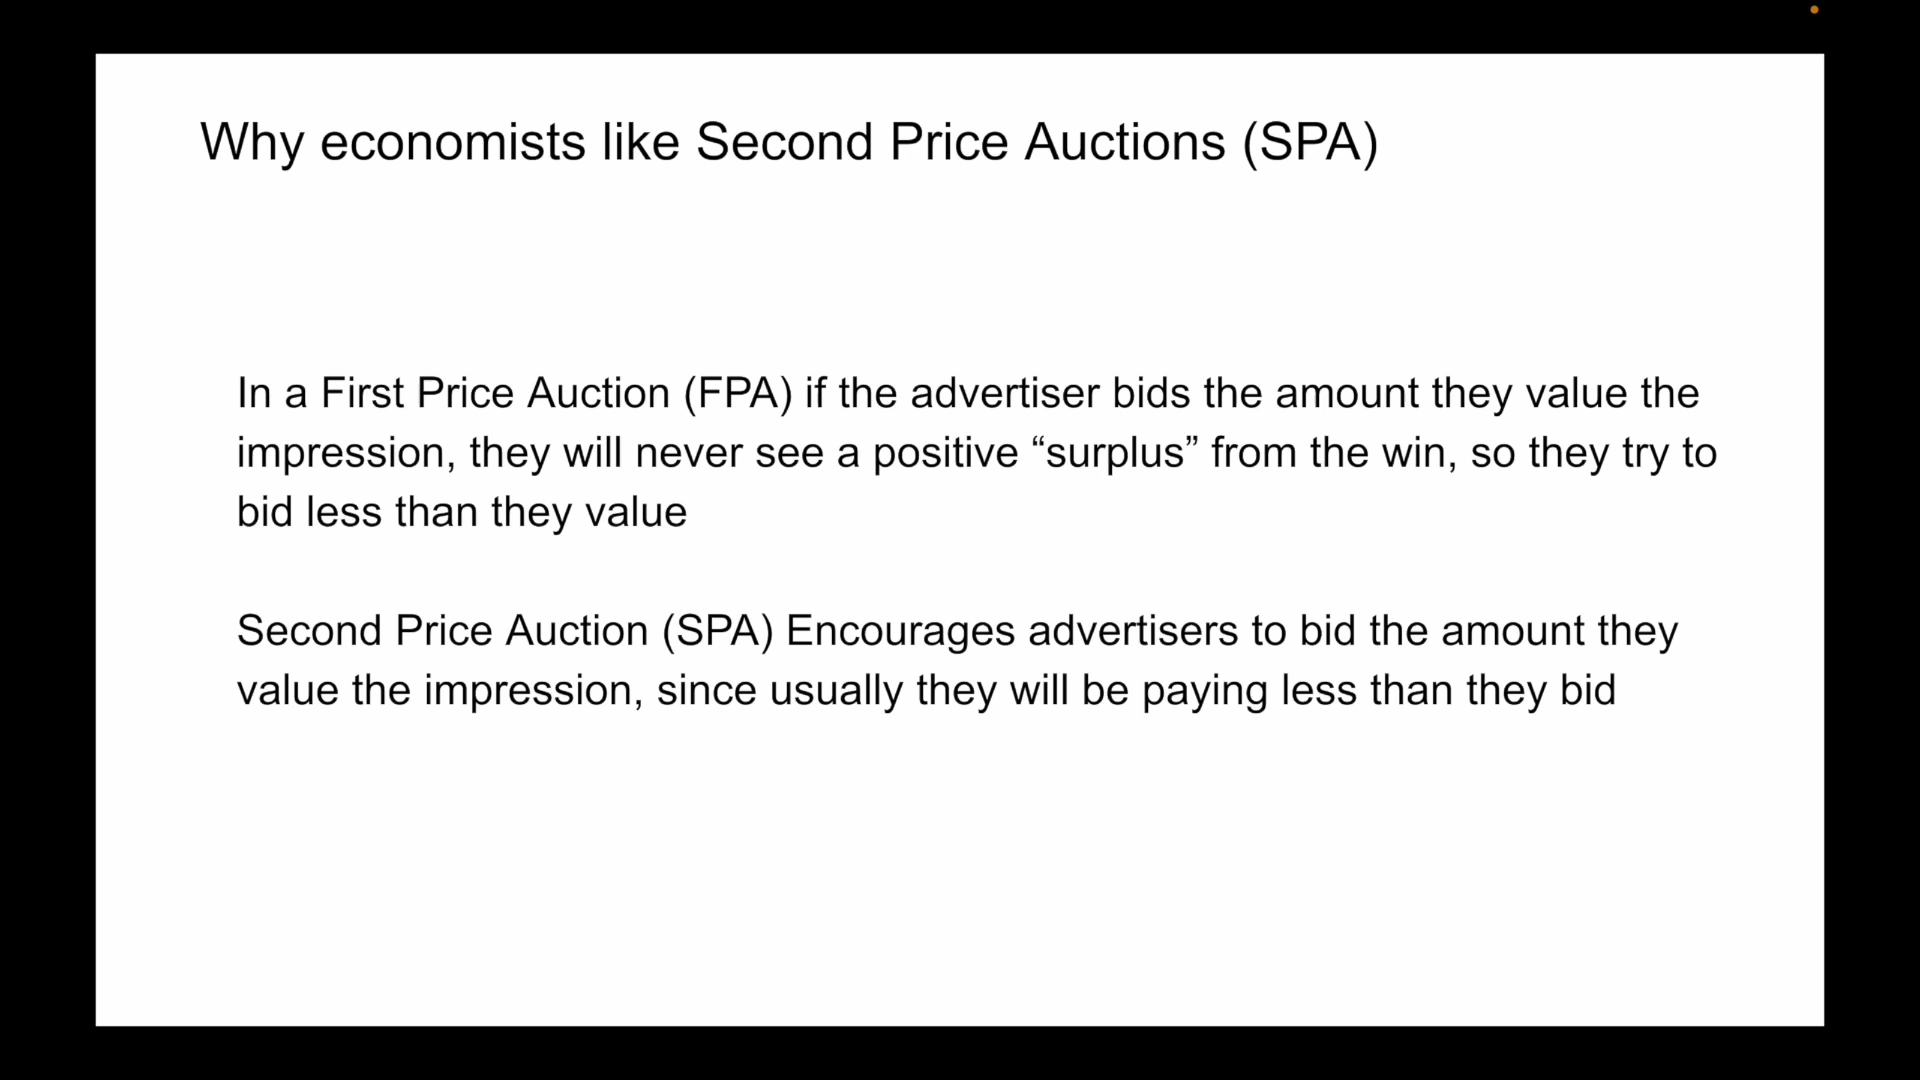 Why economists like Second Price Auctions (SPA)
In a First Price Auction (FPA) if the advertiser bids the amount they value the
impression, they will never see a positive “surplus” from the win, so they try to
bid less than they value
Second Price Auction (SPA) Encourages advertisers to bid the amount they
value the impression, since usually they will be paying less than they bid